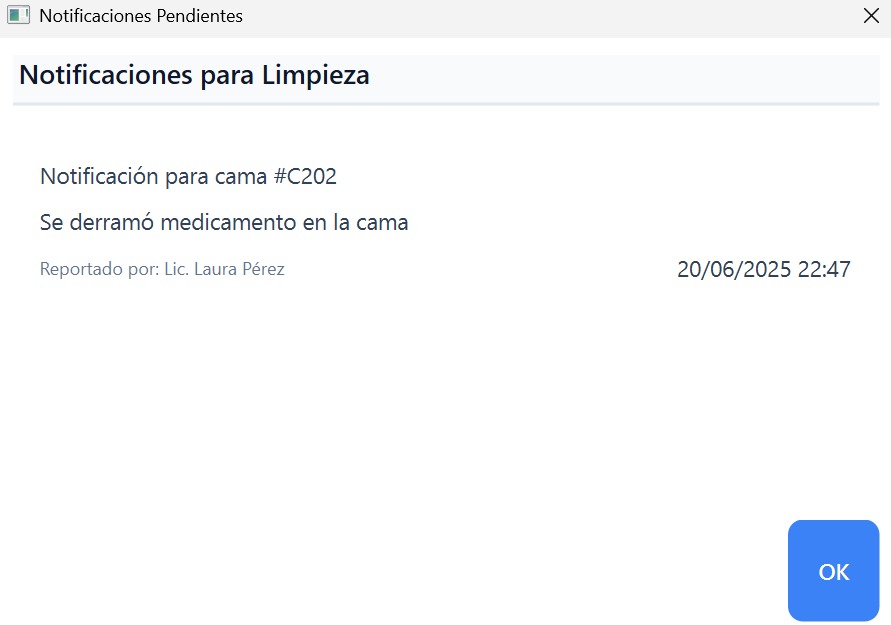 Notificaciones Pendientes
Notificaciones para Limpieza
Notificación para cama #C202
Se derramó medicamento en la cama
Reportado por: Lic. Laura Pérez
20/06/2025 22:47
OK